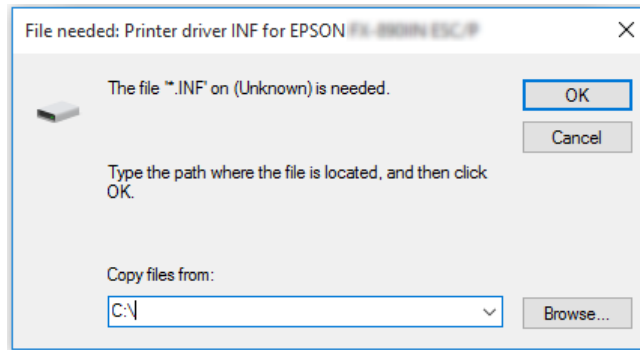 File needed: Printer driver INF for EPSON
The file '*.INF' on (Unknown) is needed.
OK
Cancel
Type the path where the file is located, and then click
OK.
Copy files from:
C:\
Browse...